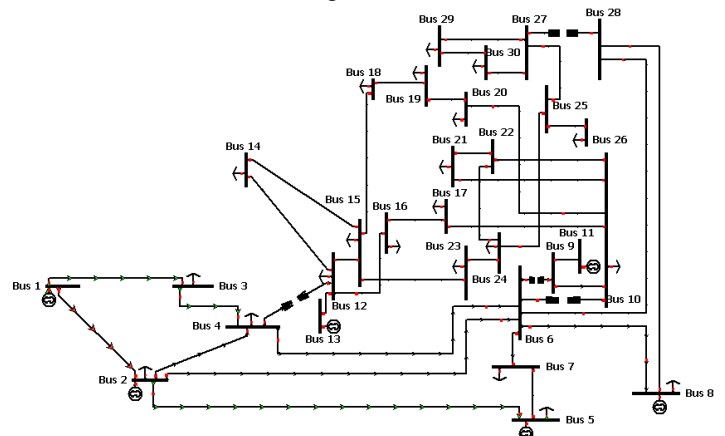 Bus 29
Bus 27
Bus 28
Bus 30
Bus 18
Bus 19
Bus 20
Bus 25
Bus 26
Bus 21
Bus 22
Bus 14
Bus 15
Bus 16
Bus 17
Bus 11
Bus 9
Bus 23
Bus 24
Bus 1
Bus 3
Bus 12
Bus 10
Bus 4
Bus 13
Bus 6
Bus 7
Bus 2
Bus 8
Bus 5